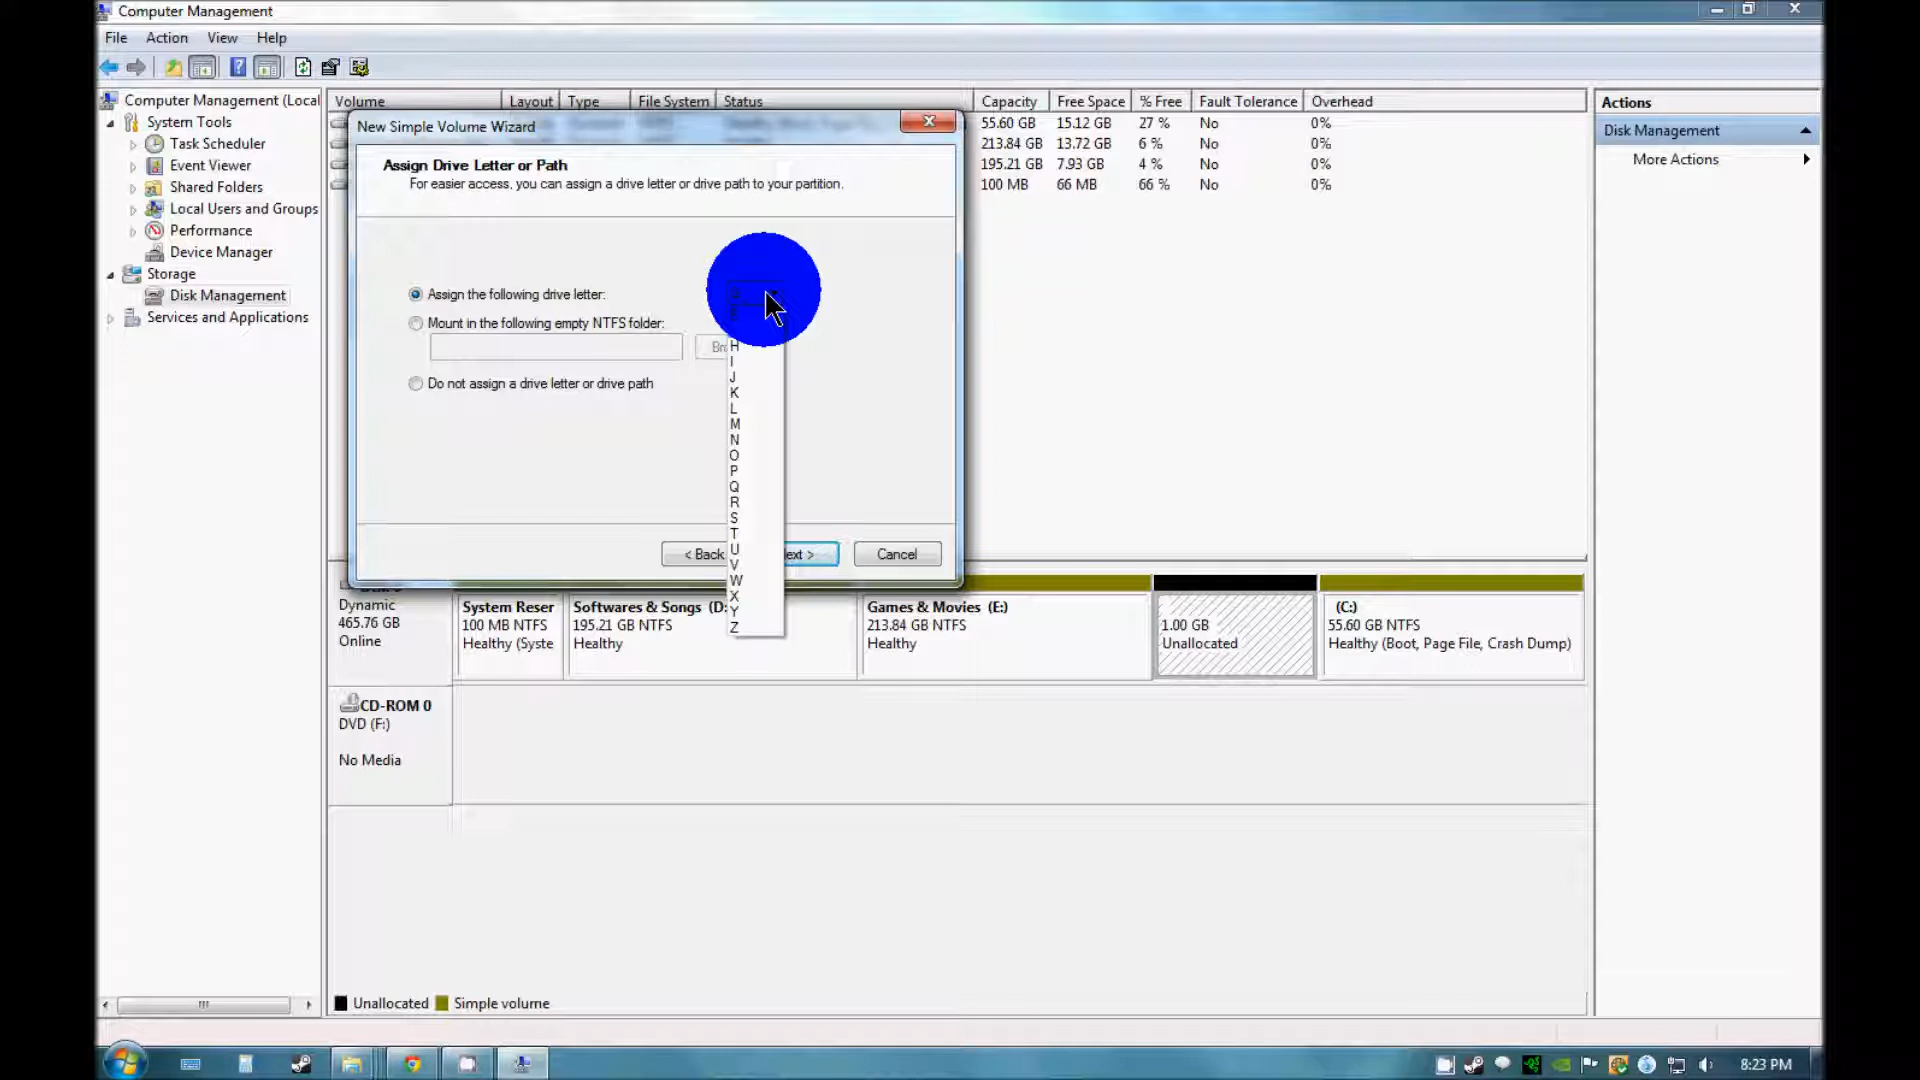 Computer Management
File Action View Help
Computer Management (Local
System Tools
Task Scheduler
Event Viewer
Shared Folders
Local Users and Groups
Performance
Device Manager
Storage
Disk Management
Services and Applications
Volume Layout Type File System Status Capacity Free Space % Free Fault Tolerance Overhead
55.60 GB 15.12 GB 27 % No 0%
213.84 GB 13.72 GB 6 % No 0%
195.21 GB 7.93 GB 4 % No 0%
100 MB 66 MB 66 % No 0%
Actions
Disk Management
More Actions
New Simple Volume Wizard
Assign Drive Letter or Path
For easier access, you can assign a drive letter or drive path to your partition.
Assign the following drive letter:
Mount in the following empty NTFS folder:
Do not assign a drive letter or drive path
H
I
J
K
L
M
N
O
P
Q
R
S
T
U
V
W
X
Y
Z
< Back ext > Cancel
Dynamic
465.76 GB
Online
System Reser
100 MB NTFS
Healthy (Syste
Softwares & Songs (D:
195.21 GB NTFS
Healthy
Games & Movies (E:)
213.84 GB NTFS
Healthy
1.00 GB
Unallocated
(C:)
55.60 GB NTFS
Healthy (Boot, Page File, Crash Dump)
CD-ROM 0
DVD (F:)
No Media
Unallocated Simple volume
8:23 PM